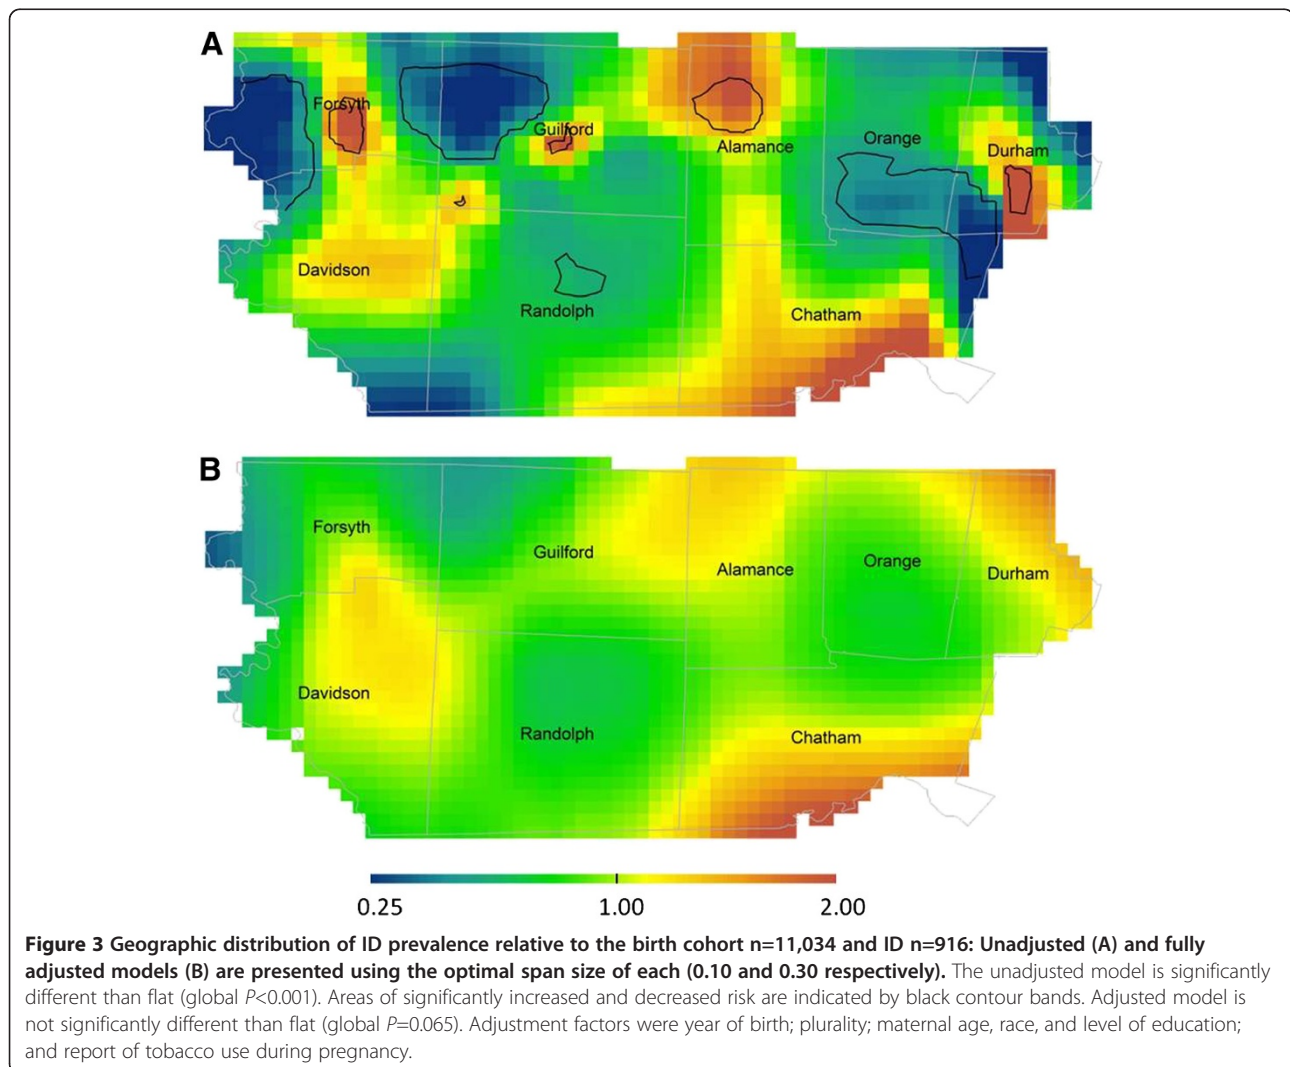 A
Forsyth
Guilford
Alamance
Orange
Durham
Davidson
Randolph
Chatham
B
Forsyth
Guilford
Alamance
Orange
Durham
Davidson
Randolph
Chatham
0.25 1.00 2.00
Figure 3 Geographic distribution of ID prevalence relative to the birth cohort n=11,034 and ID n=916: Unadjusted (A) and fully
adjusted models (B) are presented using the optimal span size of each (0.10 and 0.30 respectively). The unadjusted model is significantly
different than flat (global P<0.001). Areas of significantly increased and decreased risk are indicated by black contour bands. Adjusted model is
not significantly different than flat (global P=0.065). Adjustment factors were year of birth; plurality; maternal age, race, and level of education;
and report of tobacco use during pregnancy.